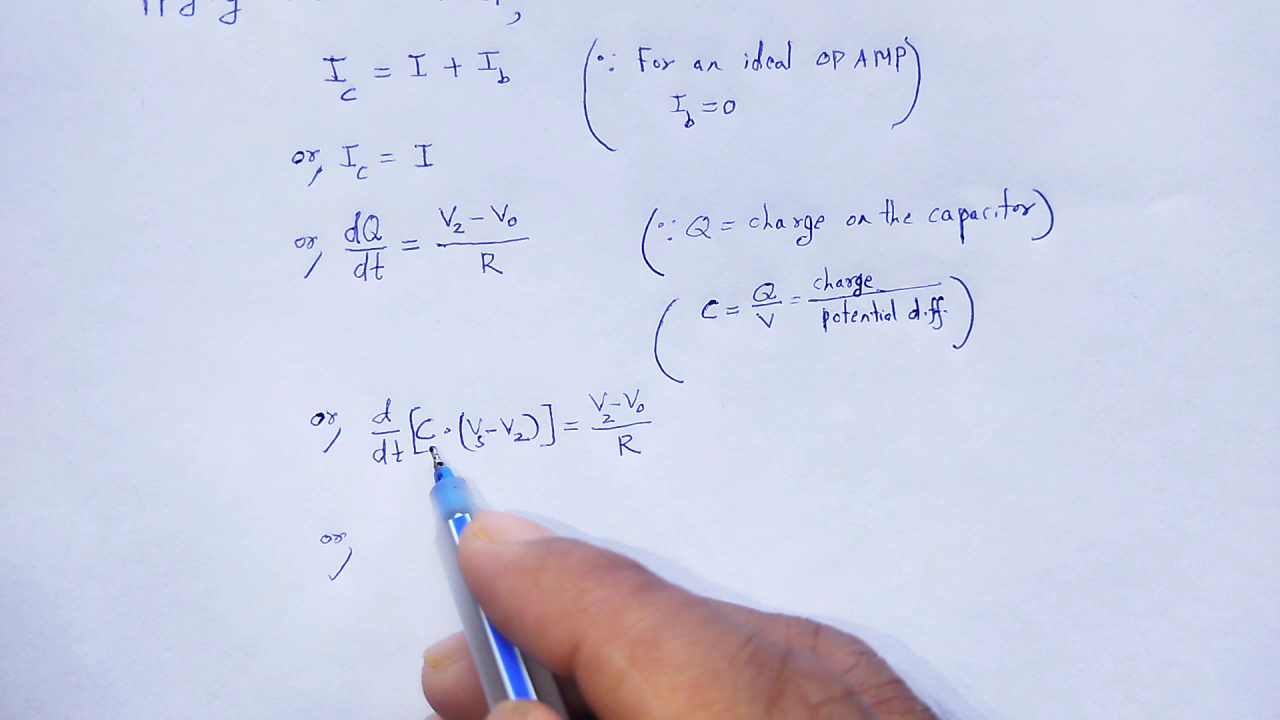 I_c = I + I_b (∵ For an ideal OP AMP
I_b = 0)
or, I_c = I
or, dQ/dt = (V_2 - V_0)/R (∵ Q = charge on the capacitor)
(C = Q/V = charge/potential diff.)
or, d/dt [C · (V_s - V_2)] = (V_2 - V_0)/R
or,